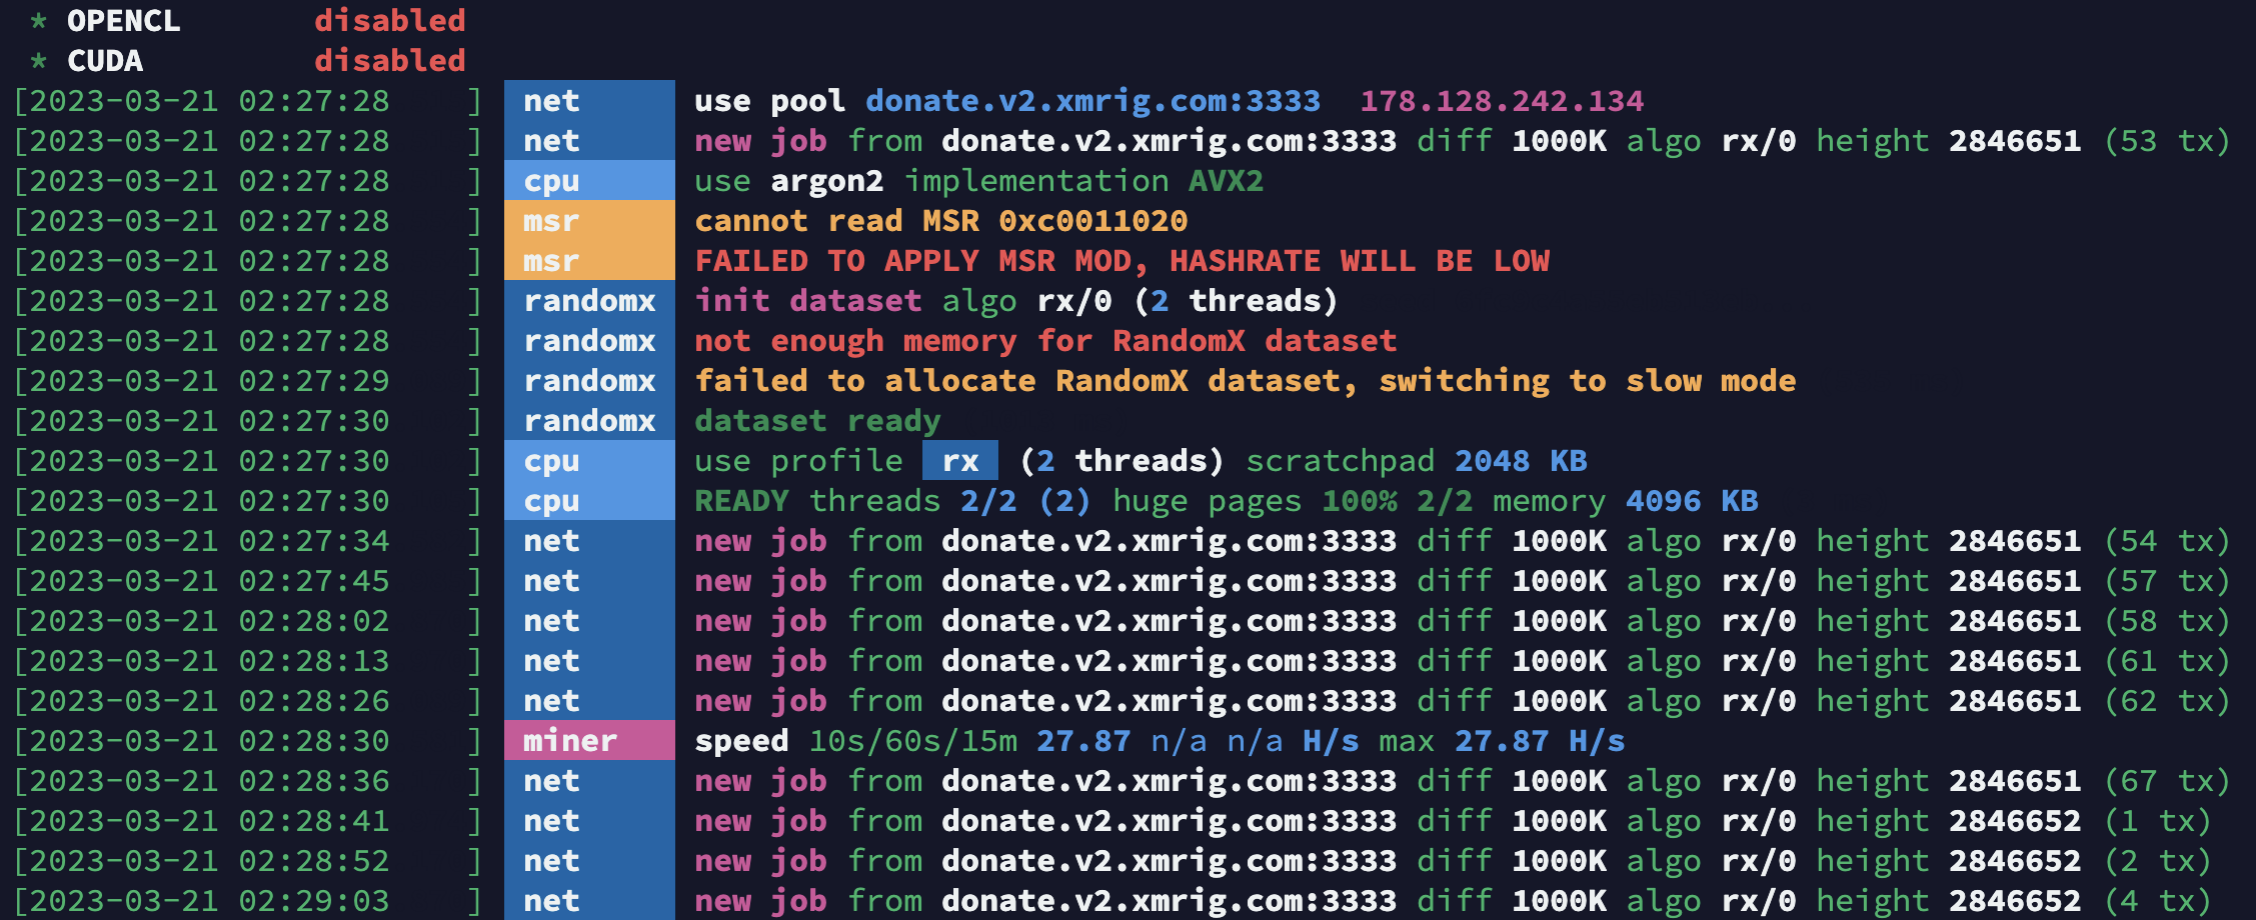 * OPENCL disabled
* CUDA disabled
[2023-03-21 02:27:28 ] net use pool donate.v2.xmrig.com:3333 178.128.242.134
[2023-03-21 02:27:28 ] net new job from donate.v2.xmrig.com:3333 diff 1000K algo rx/0 height 2846651 (53 tx)
[2023-03-21 02:27:28 ] cpu use argon2 implementation AVX2
[2023-03-21 02:27:28 ] msr cannot read MSR 0xc0011020
[2023-03-21 02:27:28 ] msr FAILED TO APPLY MSR MOD, HASHRATE WILL BE LOW
[2023-03-21 02:27:28 ] randomx init dataset algo rx/0 (2 threads)
[2023-03-21 02:27:28 ] randomx not enough memory for RandomX dataset
[2023-03-21 02:27:29 ] randomx failed to allocate RandomX dataset, switching to slow mode
[2023-03-21 02:27:30 ] randomx dataset ready
[2023-03-21 02:27:30 ] cpu use profile rx (2 threads) scratchpad 2048 KB
[2023-03-21 02:27:30 ] cpu READY threads 2/2 (2) huge pages 100% 2/2 memory 4096 KB
[2023-03-21 02:27:34 ] net new job from donate.v2.xmrig.com:3333 diff 1000K algo rx/0 height 2846651 (54 tx)
[2023-03-21 02:27:45 ] net new job from donate.v2.xmrig.com:3333 diff 1000K algo rx/0 height 2846651 (57 tx)
[2023-03-21 02:28:02 ] net new job from donate.v2.xmrig.com:3333 diff 1000K algo rx/0 height 2846651 (58 tx)
[2023-03-21 02:28:13 ] net new job from donate.v2.xmrig.com:3333 diff 1000K algo rx/0 height 2846651 (61 tx)
[2023-03-21 02:28:26 ] net new job from donate.v2.xmrig.com:3333 diff 1000K algo rx/0 height 2846651 (62 tx)
[2023-03-21 02:28:30 ] miner speed 10s/60s/15m 27.87 n/a n/a H/s max 27.87 H/s
[2023-03-21 02:28:36 ] net new job from donate.v2.xmrig.com:3333 diff 1000K algo rx/0 height 2846651 (67 tx)
[2023-03-21 02:28:41 ] net new job from donate.v2.xmrig.com:3333 diff 1000K algo rx/0 height 2846652 (1 tx)
[2023-03-21 02:28:52 ] net new job from donate.v2.xmrig.com:3333 diff 1000K algo rx/0 height 2846652 (2 tx)
[2023-03-21 02:29:03 ] net new job from donate.v2.xmrig.com:3333 diff 1000K algo rx/0 height 2846652 (4 tx)